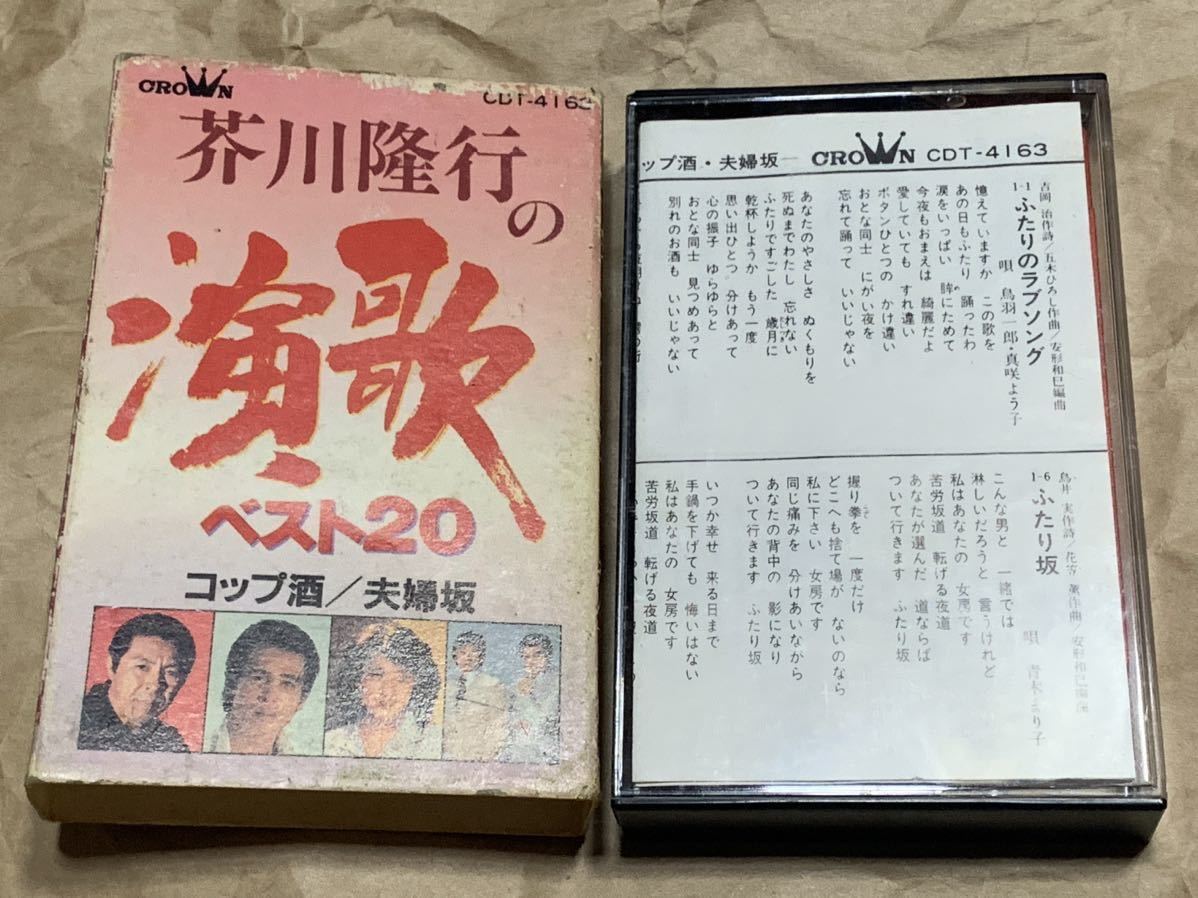 CROWN
CDT-4163
芥川隆行の
演歌
ベスト20
コップ酒/夫婦坂
ップ酒・夫婦坂 CROWN CDT-4163
吉岡 治作詩/五木ひろし作曲/安形和巳編曲
1-1 ふたりのラブソング
唄 鳥羽一郎・真咲よう子
憶えていますか この歌を
あの日もふたり 踊ったわ
涙をいっぱい 眸にためて
今夜もおまえは 綺麗だよ
愛していても すれ違い
ボタンひとつの かけ違い
おとな同士 にがい夜を
忘れて踊って いいじゃない
あなたのやさしさ ぬくもりを
死ぬまでわたし 忘れない
ふたりですごした 歳月に
乾杯しようか もう一度
思い出ひとつ 分けあって
心の振子 ゆらゆらと
おとな同士 見つめあって
別れのお酒も いいじゃない
鳥井 実作詩/花笠 薫作曲/安形和巳編曲
1-6 ふたり坂
唄 青木まり子
こんな男と 一緒では
淋しいだろうと 言うけれど
私はあなたの 女房です
苦労坂道 転げる夜道
あなたが選んだ 道ならば
ついて行きます ふたり坂
握り拳を 一度だけ
どこへも捨て場が ないのなら
私に下さい 女房です
同じ痛みを 分けあいながら
あなたの背中の 影になり
ついて行きます ふたり坂
いつか幸せ 来る日まで
手鍋を下げても 悔いはない
私はあなたの 女房です
苦労坂道 転げる夜道